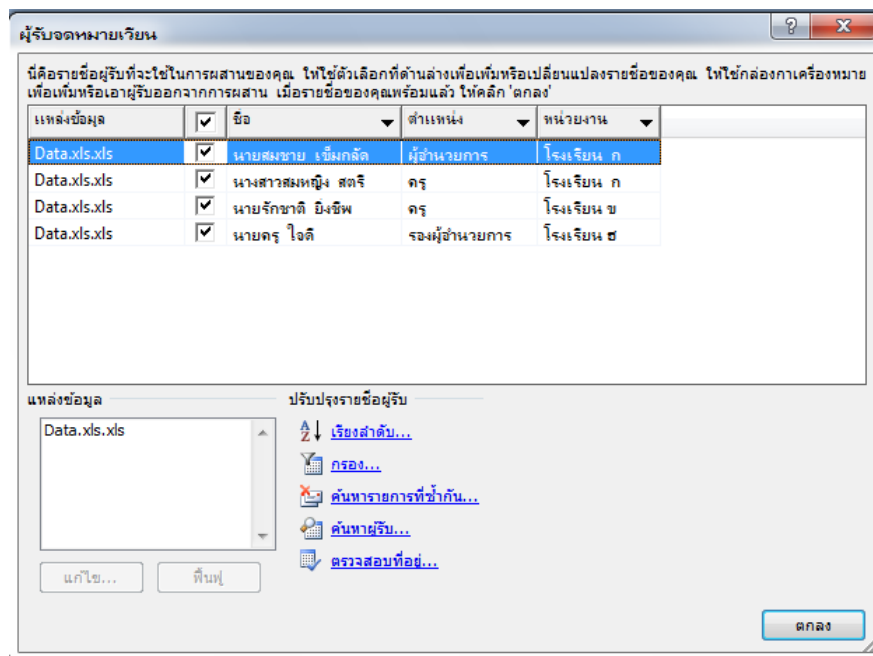 ผู้รับจดหมายเวียน
นี่คือรายชื่อผู้รับที่จะใช้ในการผสานของคุณ ให้ใช้ตัวเลือกที่ด้านล่างเพื่อเพิ่มหรือเปลี่ยนแปลงรายชื่อของคุณ ให้ใช้กล่องกาเครื่องหมาย
เพื่อเพิ่มหรือเอาผู้รับออกจากการผสาน เมื่อรายชื่อของคุณพร้อมแล้ว ให้คลิก 'ตกลง'
แหล่งข้อมูล ชื่อ ตำแหน่ง หน่วยงาน
Data.xls.xls นายสมชาย เข็มกลัด ผู้อำนวยการ โรงเรียน ก
Data.xls.xls นางสาวสมหญิง สตรี ครู โรงเรียน ก
Data.xls.xls นายรักชาติ ยิ่งชีพ ครู โรงเรียน ข
Data.xls.xls นายครู ใจดี รองผู้อำนวยการ โรงเรียน ฮ
แหล่งข้อมูล ปรับปรุงรายชื่อผู้รับ
Data.xls.xls
เรียงลำดับ...
กรอง...
ค้นหารายการที่ซ้ำกัน...
ค้นหาผู้รับ...
ตรวจสอบที่อยู่...
แก้ไข... ฟื้นฟู
ตกลง